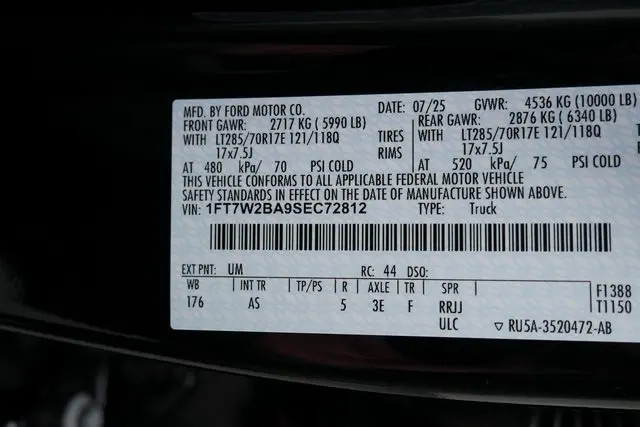 MFD. BY FORD MOTOR CO. DATE: 07/25 GVWR: 4536 KG (10000 LB)
FRONT GAWR: 2717 KG ( 5990 LB) REAR GAWR: 2876 KG ( 6340 LB)
WITH LT285/70R17E 121/118Q TIRES WITH LT285/70R17E 121/118Q
17x7.5J RIMS 17x7.5J
AT 480 kPa/ 70 PSI COLD AT 520 kPa/ 75 PSI COLD
THIS VEHICLE CONFORMS TO ALL APPLICABLE FEDERAL MOTOR VEHICLE
SAFETY STANDARDS IN EFFECT ON THE DATE OF MANUFACTURE SHOWN ABOVE.
VIN: 1FT7W2BA9SEC72812 TYPE: Truck
EXT PNT: UM RC: 44 DSO:
WB INT TR TP/PS R AXLE TR SPR F1388
176 AS 5 3E F RRJJ T1150
ULC RU5A-3520472-AB